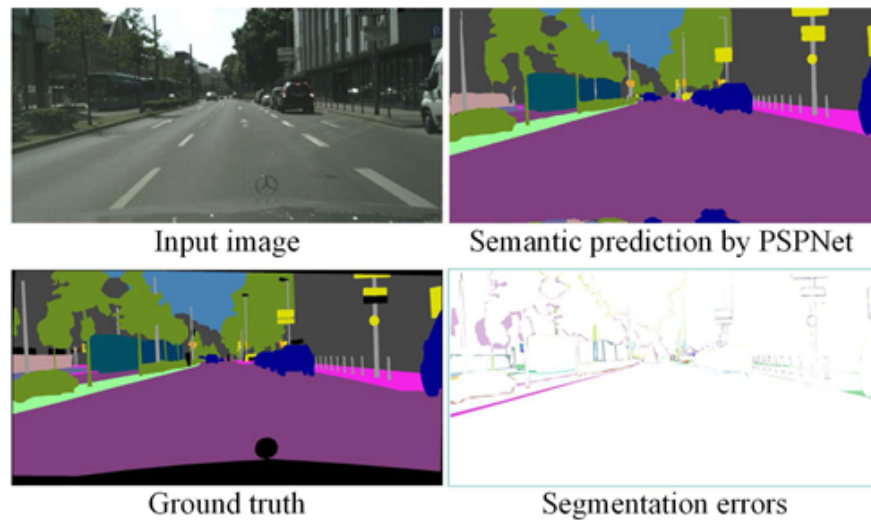 Input image
Semantic prediction by PSPNet
Ground truth
Segmentation errors